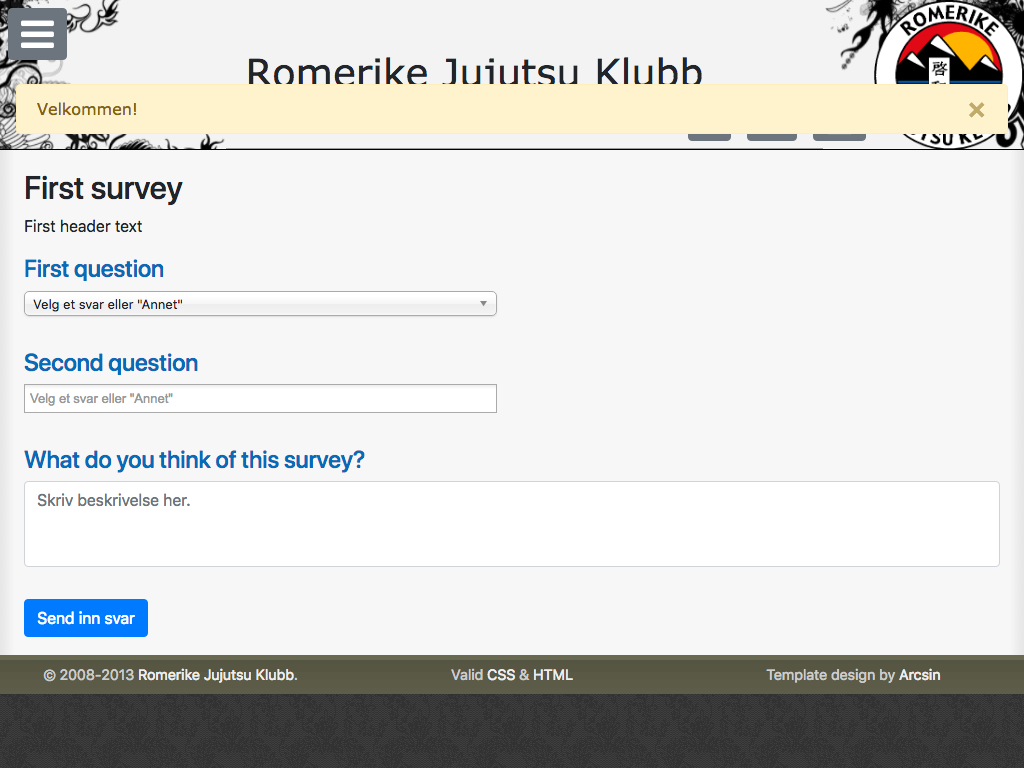 Romerike Jujutsu Klubb
ROMERIKE
Velkommen!
×
First survey
First header text
First question
Velg et svar eller "Annet"
Second question
Velg et svar eller "Annet"
What do you think of this survey?
Skriv beskrivelse her.
Send inn svar
© 2008-2013 Romerike Jujutsu Klubb.
Valid CSS & HTML
Template design by Arcsin